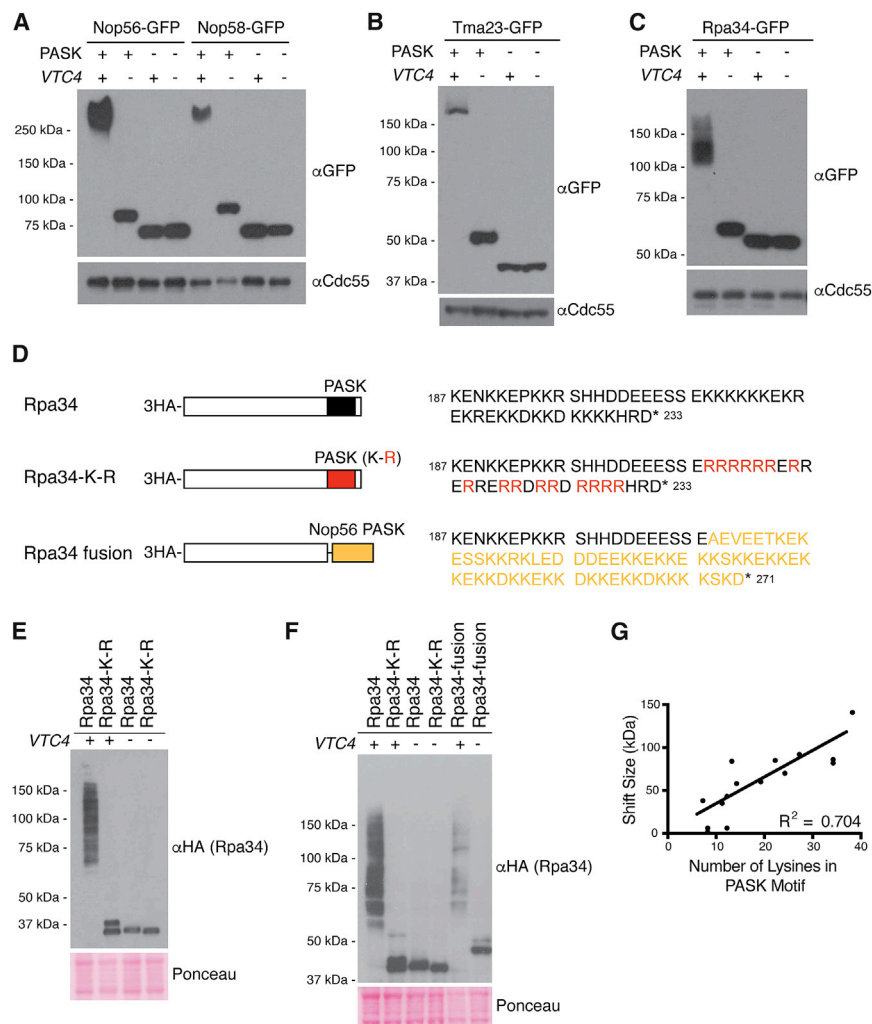 A
Nop56-GFP Nop58-GFP
PASK + + - - + + - -
VTC4 + - + - + - + -
250 kDa -
150 kDa -
100 kDa -
75 kDa -
αGFP
αCdc55
B
Tma23-GFP
PASK + + - -
VTC4 + - + -
150 kDa -
100 kDa -
75 kDa -
50 kDa -
37 kDa -
αGFP
αCdc55
C
Rpa34-GFP
PASK + + - -
VTC4 + - + -
150 kDa -
100 kDa -
75 kDa -
50 kDa -
αGFP
αCdc55
D
PASK
Rpa34 3HA-
187 KENKKEPKKR SHHDDEEESS EKKKKKKEKR
EKREKKDKKD KKKKHRD* 233
PASK (K-R)
Rpa34-K-R 3HA-
187 KENKKEPKKR SHHDDEEESS ERRRRRRERR
ERRERRDRRD RRRRHRD* 233
Nop56 PASK
Rpa34 fusion 3HA-
187 KENKKEPKKR SHHDDEEESS EAEVEETKEK
ESSKKRKLED DDEEKKEKKE KKSKKEKKEK
KEKKDKKEKK DKKEKKDKKK KSKD* 271
E
Rpa34 Rpa34-K-R Rpa34 Rpa34-K-R
VTC4 + + - -
150 kDa -
100 kDa -
75 kDa -
50 kDa -
37 kDa -
αHA (Rpa34)
Ponceau
F
Rpa34 Rpa34-K-R Rpa34 Rpa34-K-R Rpa34-fusion Rpa34-fusion
VTC4 + + - - + -
150 kDa -
100 kDa -
75 kDa -
50 kDa -
37 kDa -
αHA (Rpa34)
Ponceau
G
Shift Size (kDa)
150
100
50
0
R2 = 0.704
0 10 20 30 40
Number of Lysines in
PASK Motif